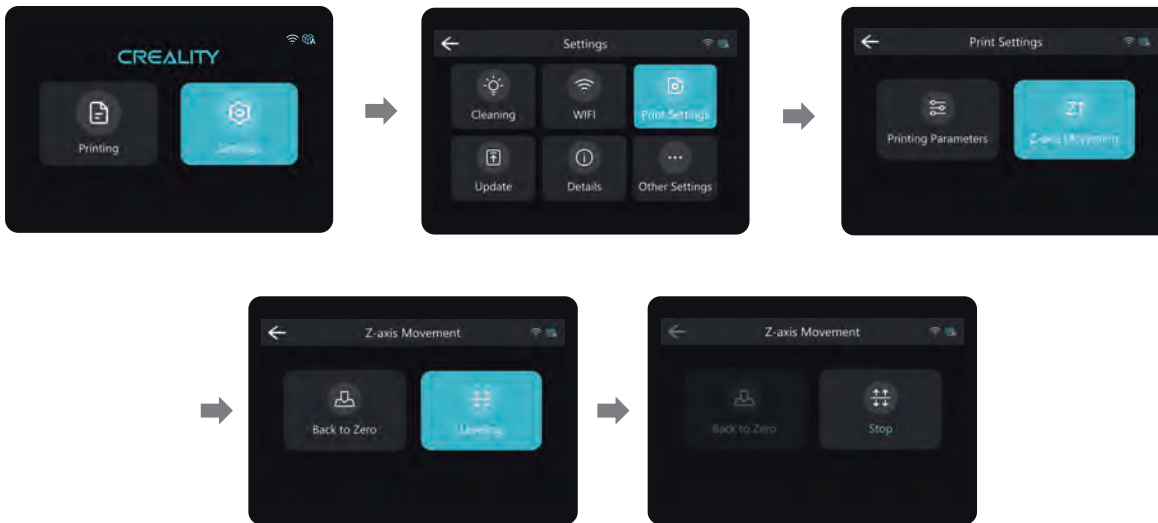 CREALITY
Printing
Settings
Settings
Cleaning
WIFI
Print Settings
Update
Details
Other Settings
Print Settings
Printing Parameters
Z-axis Movement
Z-axis Movement
Back to Zero
Leveling
Z-axis Movement
Back to Zero
Stop